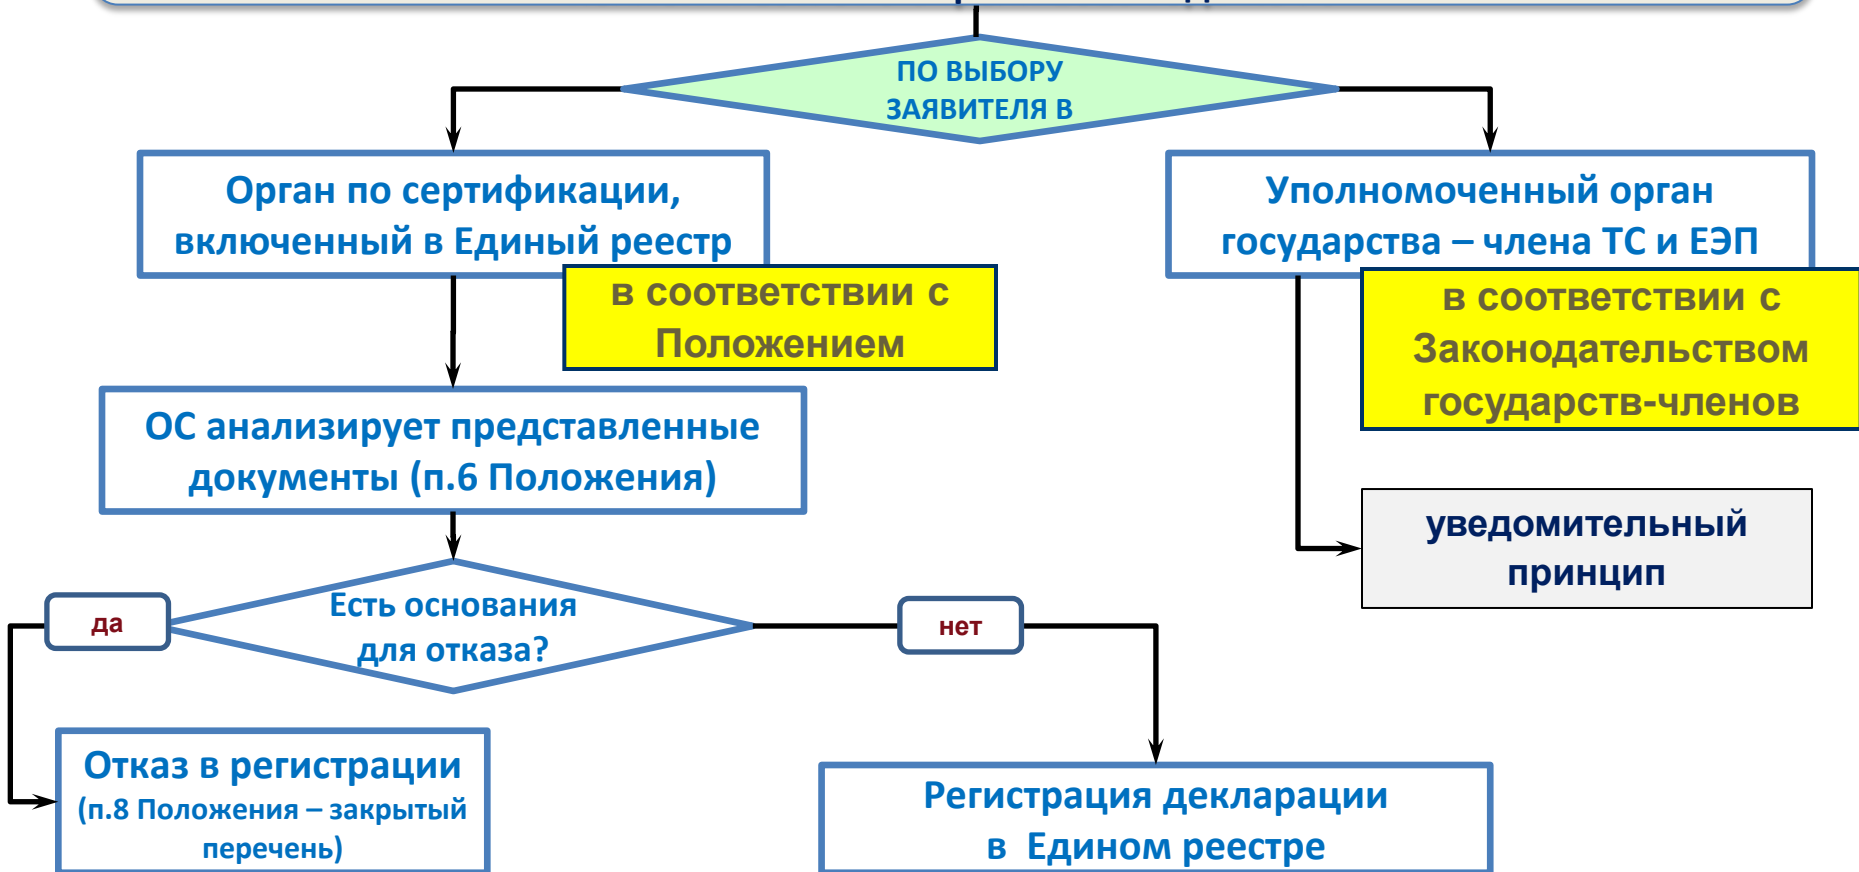 ПО ВЫБОРУ
ЗАЯВИТЕЛЯ В
Орган по сертификации,
включенный в Единый реестр
Уполномоченный орган
государства – члена ТС и ЕЭП
в соответствии с
Положением
в соответствии с
Законодательством
государств-членов
ОС анализирует представленные
документы (п.6 Положения)
уведомительный
принцип
Есть основания
для отказа?
да
нет
Отказ в регистрации
(п.8 Положения – закрытый
перечень)
Регистрация декларации
в Едином реестре